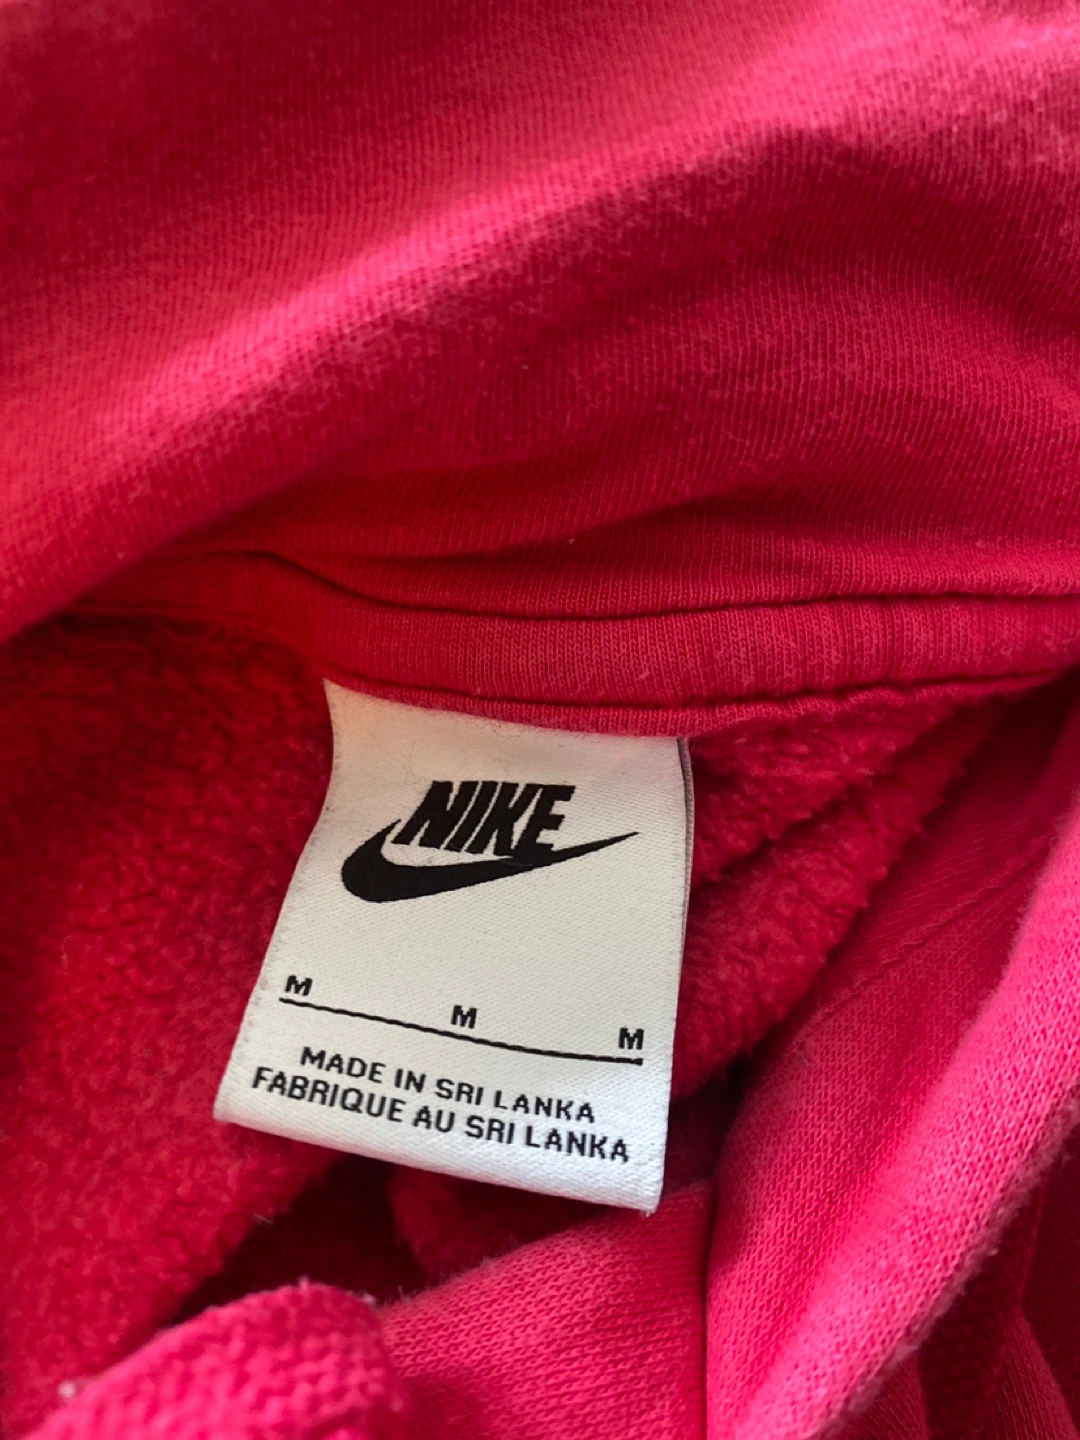 NIKE
M M M
MADE IN SRI LANKA
FABRIQUE AU SRI LANKA